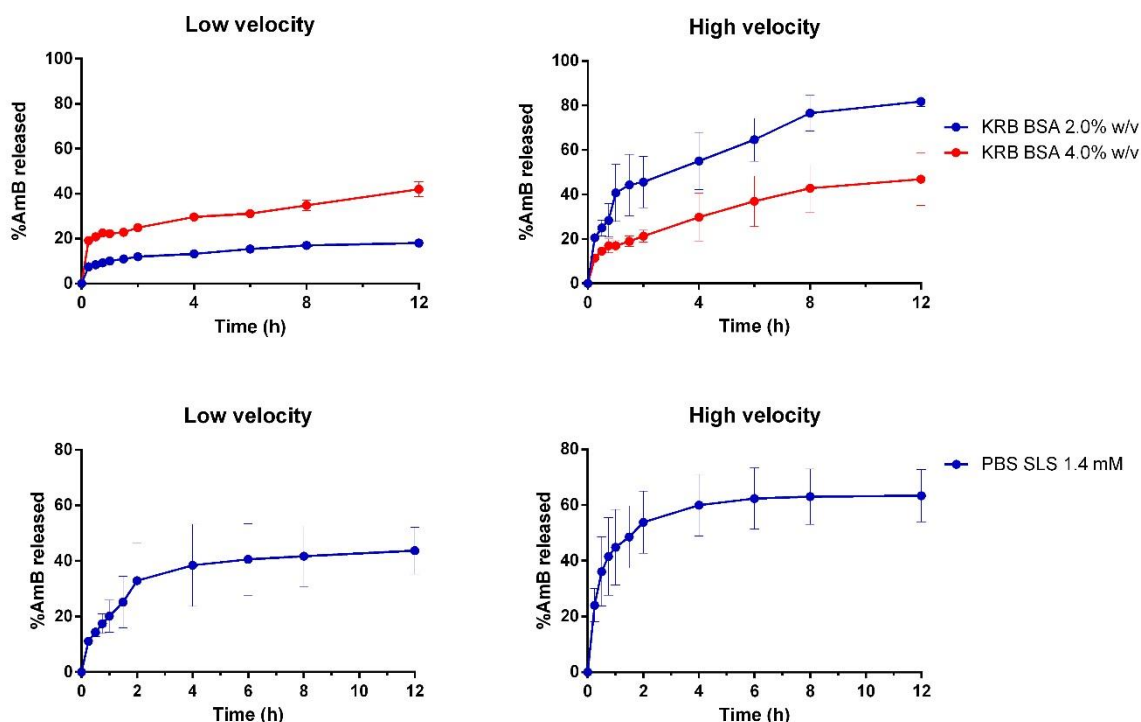 Low velocity
%AmB released
100
80
60
40
20
0
0 4 8 12
Time (h)
High velocity
%AmB released
100
80
60
40
20
0
0 4 8 12
Time (h)
KRB BSA 2.0% w/v
KRB BSA 4.0% w/v
Low velocity
%AmB released
80
60
40
20
0
0 2 4 6 8 10 12
Time (h)
High velocity
%AmB released
80
60
40
20
0
0 2 4 6 8 10 12
Time (h)
PBS SLS 1.4 mM